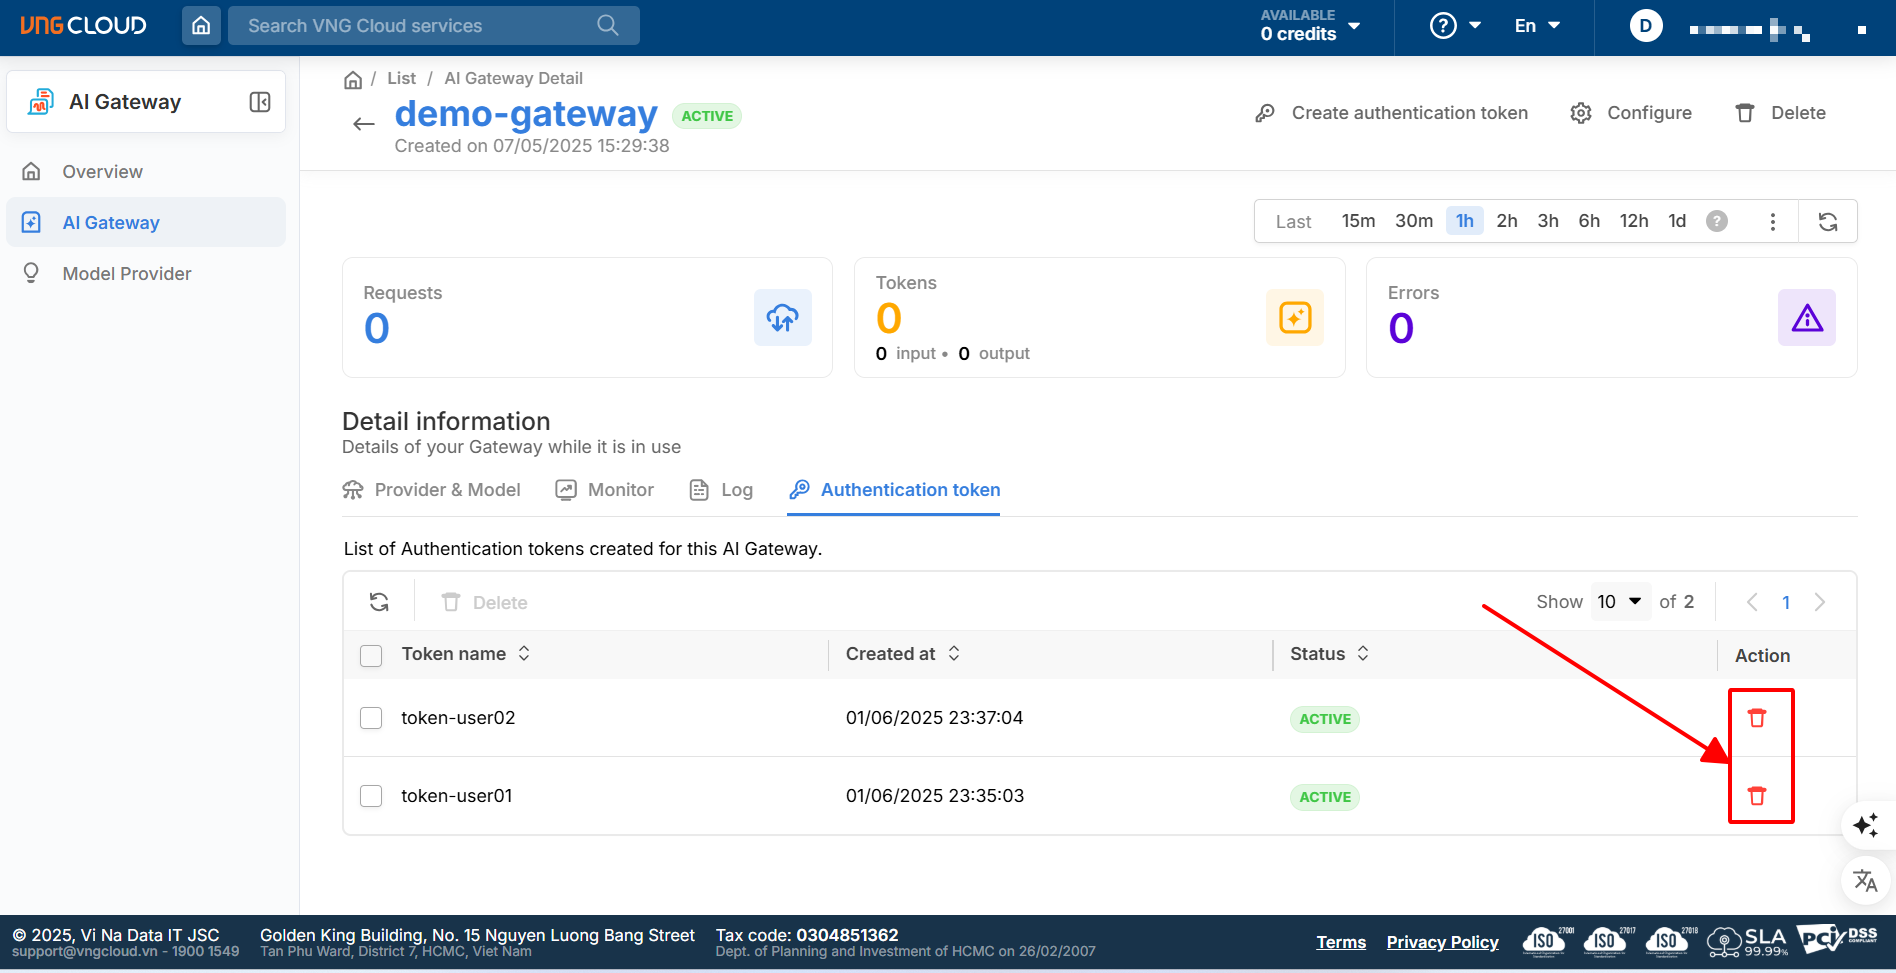 VNG CLOUD
Search VNG Cloud services
AVAILABLE
0 credits
?
En
D
AI Gateway
Overview
AI Gateway
Model Provider
/ List / AI Gateway Detail
demo-gateway ACTIVE
Created on 07/05/2025 15:29:38
Create authentication token
Configure
Delete
Last 15m 30m 1h 2h 3h 6h 12h 1d ?
Requests
0
Tokens
0
0 input • 0 output
Errors
0
Detail information
Details of your Gateway while it is in use
Provider & Model Monitor Log Authentication token
List of Authentication tokens created for this AI Gateway.
Delete
Show 10 of 2 1
Token name Created at Status Action
token-user02 01/06/2025 23:37:04 ACTIVE
token-user01 01/06/2025 23:35:03 ACTIVE
© 2025, Vi Na Data IT JSC
support@vngcloud.vn - 1900 1549
Golden King Building, No. 15 Nguyen Luong Bang Street
Tan Phu Ward, District 7, HCMC, Viet Nam
Tax code: 0304851362
Dept. of Planning and Investment of HCMC on 26/02/2007
Terms
Privacy Policy
ISO 27001
ISO 27017
ISO 27018
SLA
99.99%
PCI DSS
COMPLIANT